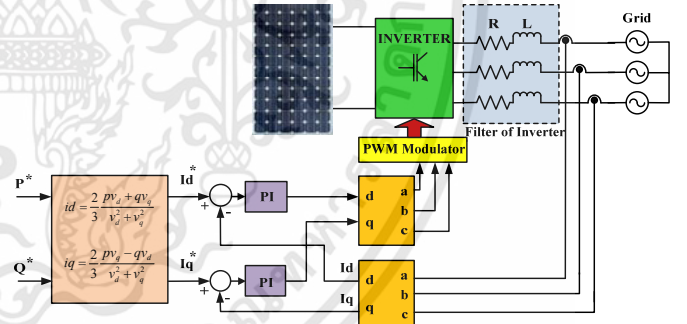 R L
Grid
INVERTER
Filter of Inverter
PWM Modulator
P*
id = 2/3 (pv_d + qv_q)/(v_d^2 + v_q^2)
Id*
+
-
PI
d a
b
q c
Q*
iq = 2/3 (pv_q - qv_d)/(v_d^2 + v_q^2)
Iq*
+
-
PI
Id d a
b
Iq q c